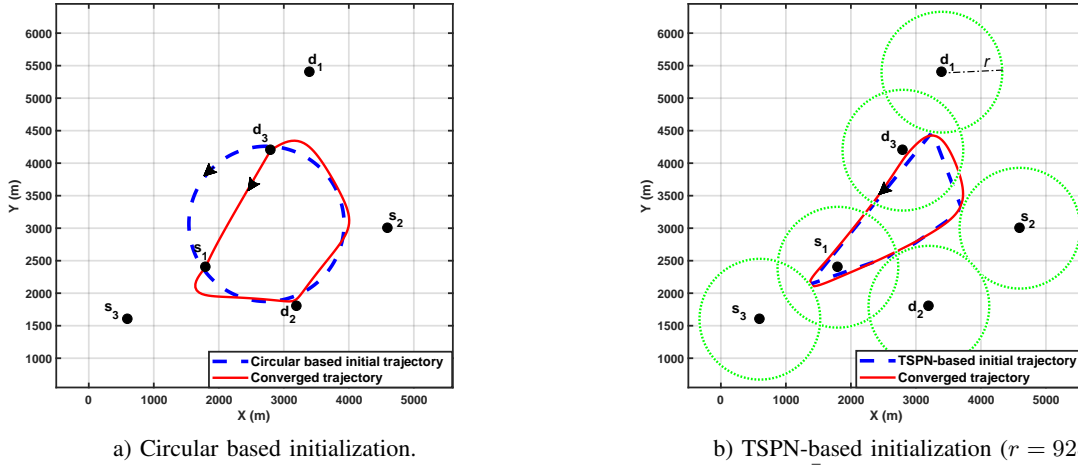 6000
5500
5000
4500
4000
3500
3000
2500
2000
1500
1000
Y (m)
0
1000
2000
3000
4000
5000
X (m)
d1
d3
s1
s2
d2
s3
Circular based initial trajectory
Converged trajectory
a) Circular based initialization.
6000
5500
5000
4500
4000
3500
3000
2500
2000
1500
1000
Y (m)
0
1000
2000
3000
4000
5000
X (m)
d1
r
d3
s1
s2
d2
s3
TSPN-based initial trajectory
Converged trajectory
b) TSPN-based initialization (r = 92